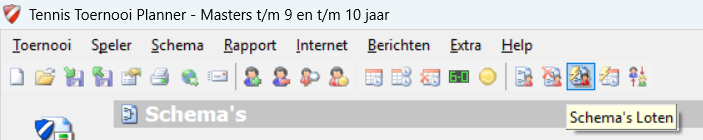 Tennis Toernooi Planner - Masters t/m 9 en t/m 10 jaar
Toernooi Speler Schema Rapport Internet Berichten Extra Help
6-0
Schema's
Schema's Loten